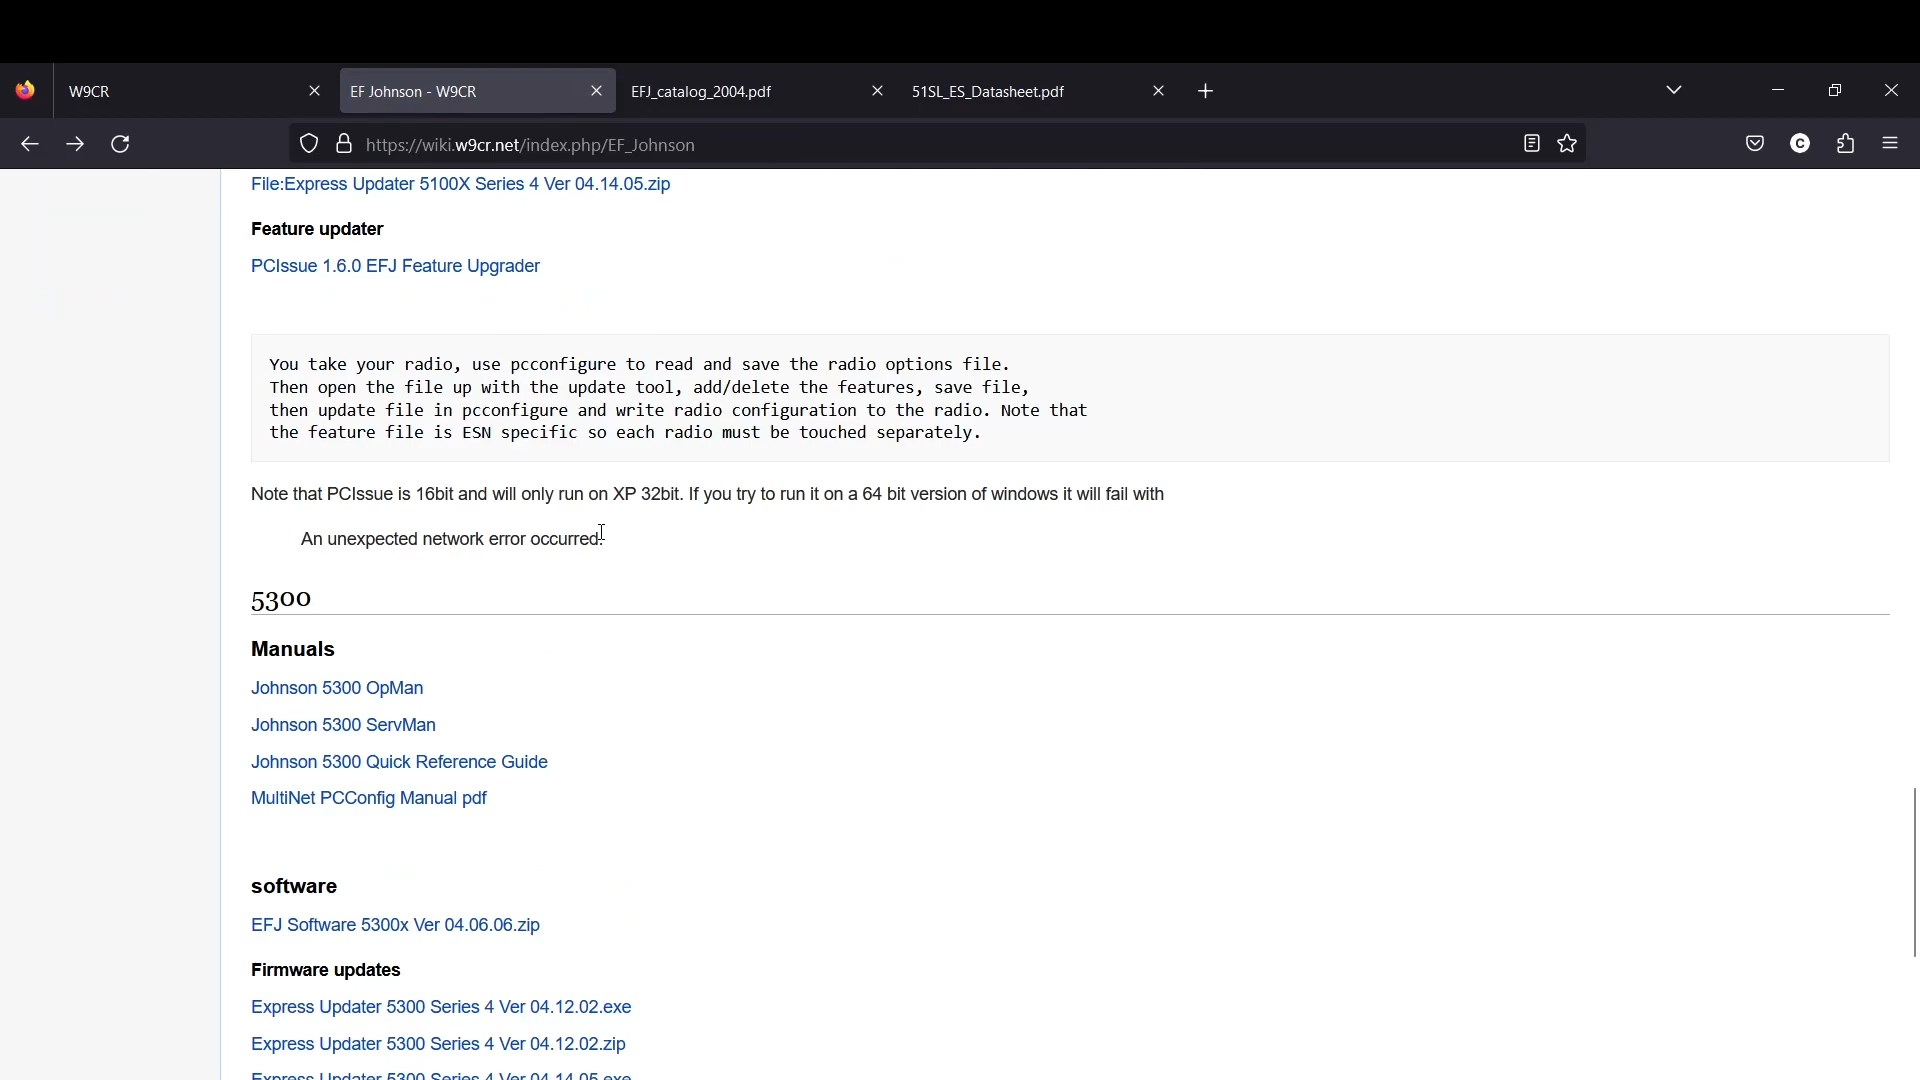 W9CR
EF Johnson - W9CR
EFJ_catalog_2004.pdf
51SL_ES_Datasheet.pdf
https://wiki.w9cr.net/index.php/EF_Johnson
C
File:Express Updater 5100X Series 4 Ver 04.14.05.zip
Feature updater
PCIssue 1.6.0 EFJ Feature Upgrader
You take your radio, use pcconfigure to read and save the radio options file.
Then open the file up with the update tool, add/delete the features, save file,
then update file in pcconfigure and write radio configuration to the radio. Note that
the feature file is ESN specific so each radio must be touched separately.
Note that PCIssue is 16bit and will only run on XP 32bit. If you try to run it on a 64 bit version of windows it will fail with
An unexpected network error occurred.
5300
Manuals
Johnson 5300 OpMan
Johnson 5300 ServMan
Johnson 5300 Quick Reference Guide
MultiNet PCConfig Manual pdf
software
EFJ Software 5300x Ver 04.06.06.zip
Firmware updates
Express Updater 5300 Series 4 Ver 04.12.02.exe
Express Updater 5300 Series 4 Ver 04.12.02.zip
Express Updater 5300 Series 4 Ver 04.14.05.exe